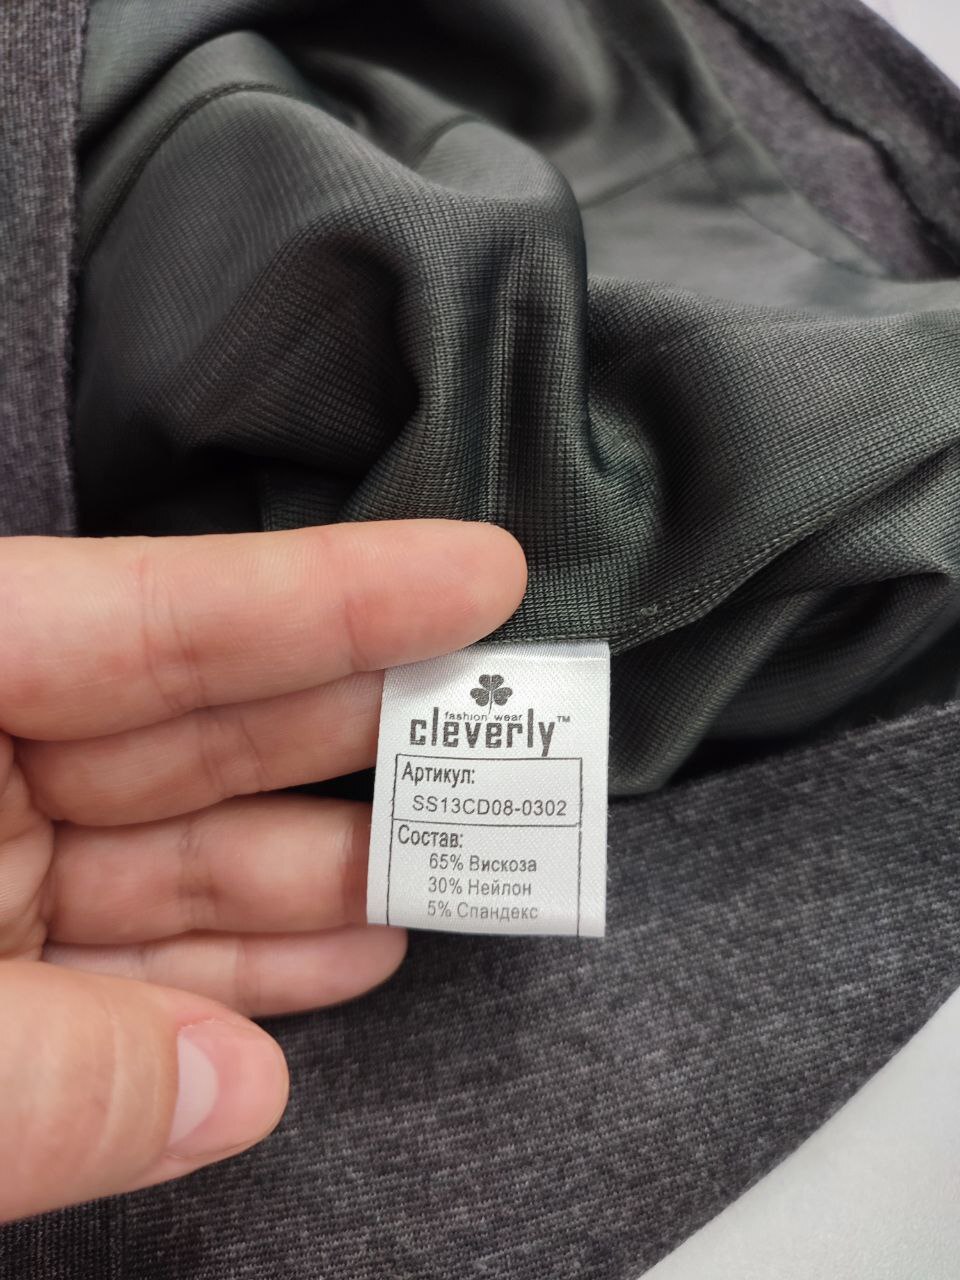 fashion wear
cleverly™
Артикул:
SS13CD08-0302
Состав:
65% Вискоза
30% Нейлон
5% Спандекс